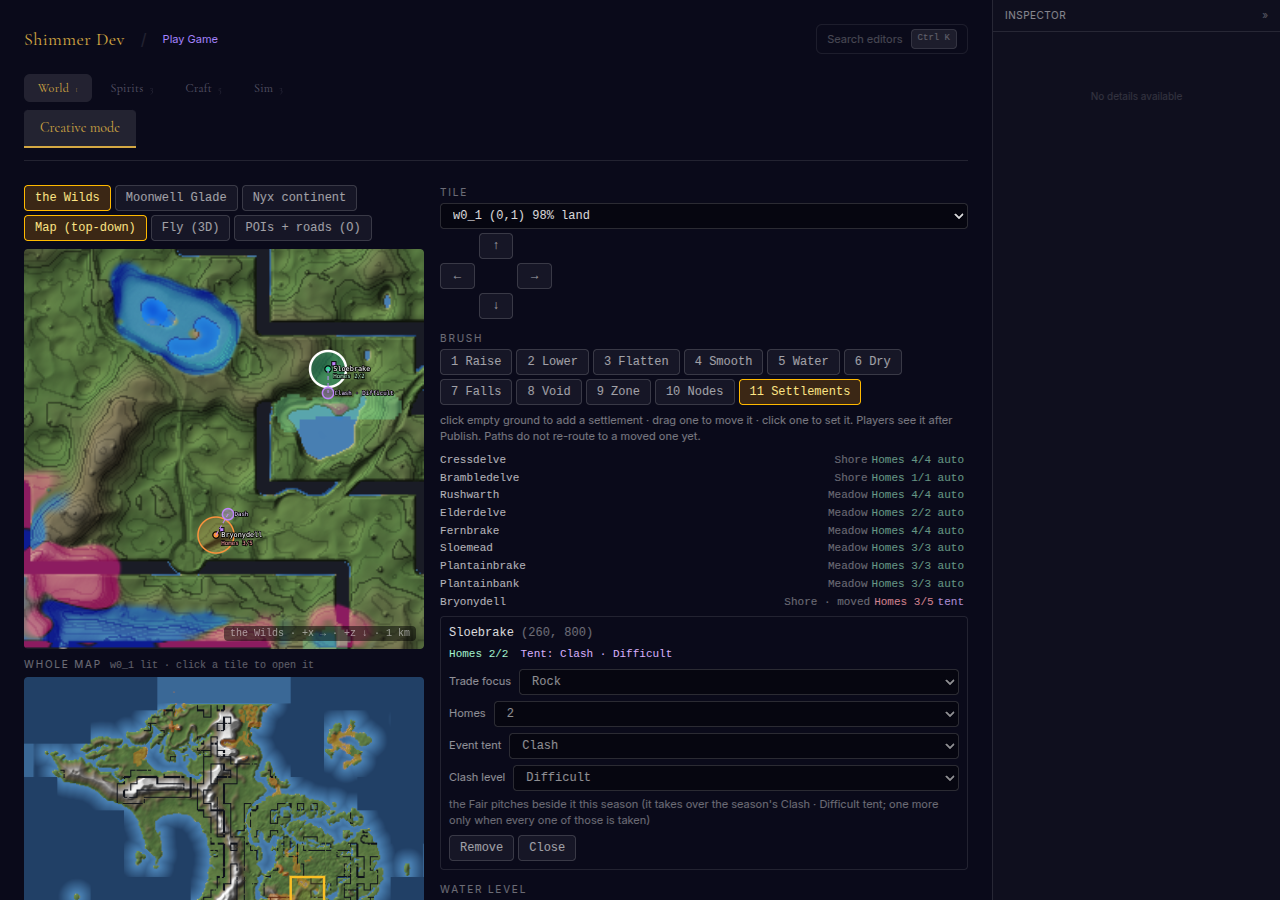 Shimmer Dev / Play Game
Search editors Ctrl K
World Spirits Craft Sim
Creative mode
INSPECTOR »
No details available
the Wilds Moonwell Glade Nyx continent
Map (top-down) Fly (3D) POIs + roads (O)
Sloebrake
Homes 2/2
Clash · Difficult
Dash
Bryonydell
Homes 3/5
the Wilds · +x → · +z ↓ · 1 km
WHOLE MAP w0_1 lit · click a tile to open it
TILE
w0_1 (0,1) 98% land
↑
← →
↓
BRUSH
1 Raise 2 Lower 3 Flatten 4 Smooth 5 Water 6 Dry
7 Falls 8 Void 9 Zone 10 Nodes 11 Settlements
click empty ground to add a settlement · drag one to move it · click one to set it. Players see it after
Publish. Paths do not re-route to a moved one yet.
Cressdelve Shore Homes 4/4 auto
Brambledelve Shore Homes 1/1 auto
Rushwarth Meadow Homes 4/4 auto
Elderdelve Meadow Homes 2/2 auto
Fernbrake Meadow Homes 4/4 auto
Sloemead Meadow Homes 3/3 auto
Plantainbrake Meadow Homes 3/3 auto
Plantainbank Meadow Homes 3/3 auto
Bryonydell Shore · moved Homes 3/5 tent
Sloebrake (260, 800)
Homes 2/2 Tent: Clash · Difficult
Trade focus Rock
Homes 2
Event tent Clash
Clash level Difficult
the Fair pitches beside it this season (it takes over the season's Clash · Difficult tent; one more
only when every one of those is taken)
Remove Close
WATER LEVEL